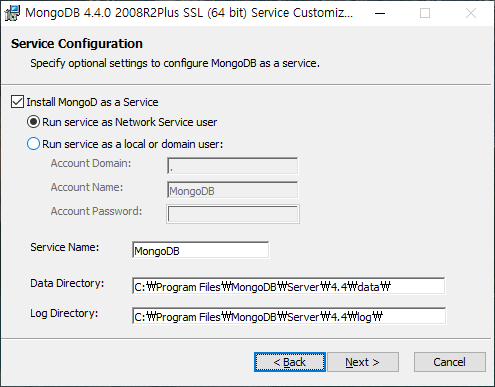 MongoDB 4.4.0 2008R2Plus SSL (64 bit) Service Customiz...
Service Configuration
Specify optional settings to configure MongoDB as a service.
Install MongoD as a Service
Run service as Network Service user
Run service as a local or domain user:
Account Domain: .
Account Name: MongoDB
Account Password:
Service Name: MongoDB
Data Directory: C:₩Program Files₩MongoDB₩Server₩4.4₩data₩
Log Directory: C:₩Program Files₩MongoDB₩Server₩4.4₩log₩
< Back Next > Cancel